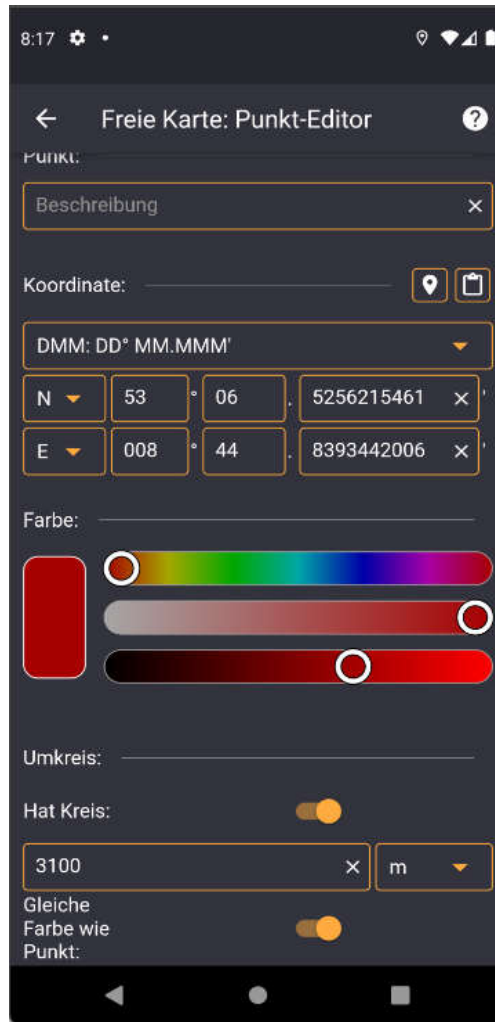 8:17
Freie Karte: Punkt-Editor ?
Punkt:
Beschreibung ×
Koordinate:
DMM: DD° MM.MMM'
N 53 ° 06 . 5256215461 × '
E 008 ° 44 . 8393442006 × '
Farbe:
Umkreis:
Hat Kreis:
3100 × m
Gleiche
Farbe wie
Punkt: